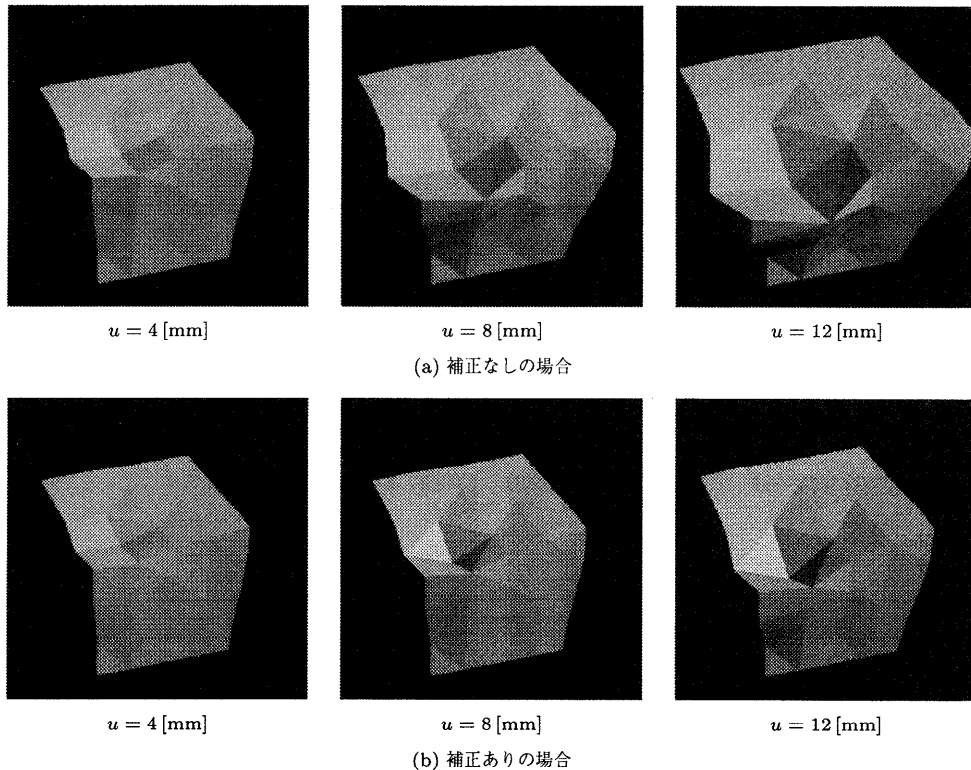 u = 4 [mm] u = 8 [mm] u = 12 [mm]
(a) 補正なしの場合
u = 4 [mm] u = 8 [mm] u = 12 [mm]
(b) 補正ありの場合